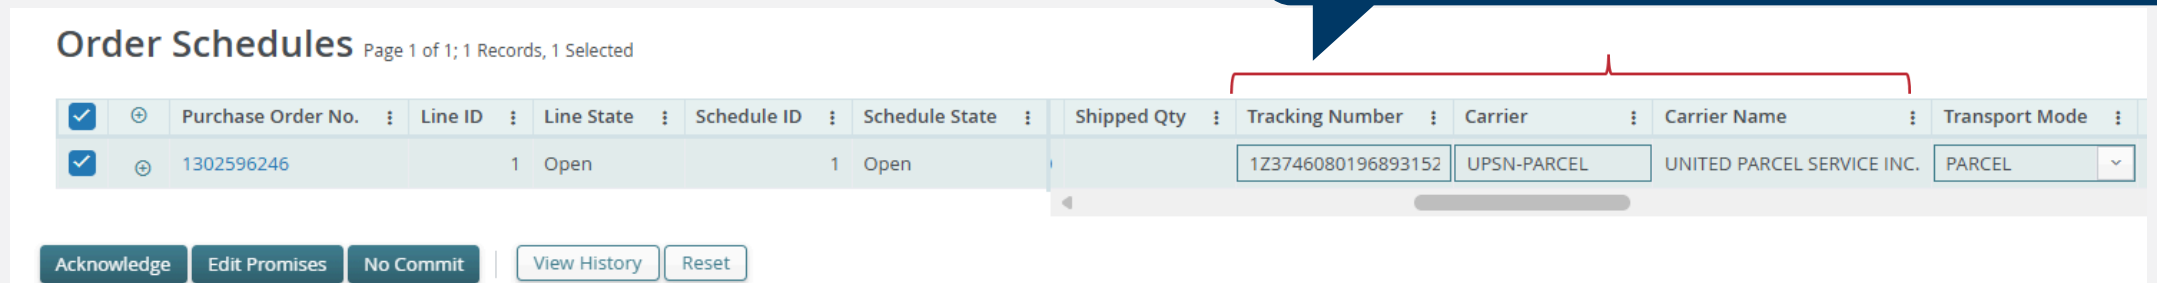 Order Schedules Page 1 of 1; 1 Records, 1 Selected
Purchase Order No. Line ID Line State Schedule ID Schedule State Shipped Qty Tracking Number Carrier Carrier Name Transport Mode
1302596246 1 Open 1 Open 1Z3746080196893152 UPSN-PARCEL UNITED PARCEL SERVICE INC. PARCEL
Acknowledge Edit Promises No Commit View History Reset